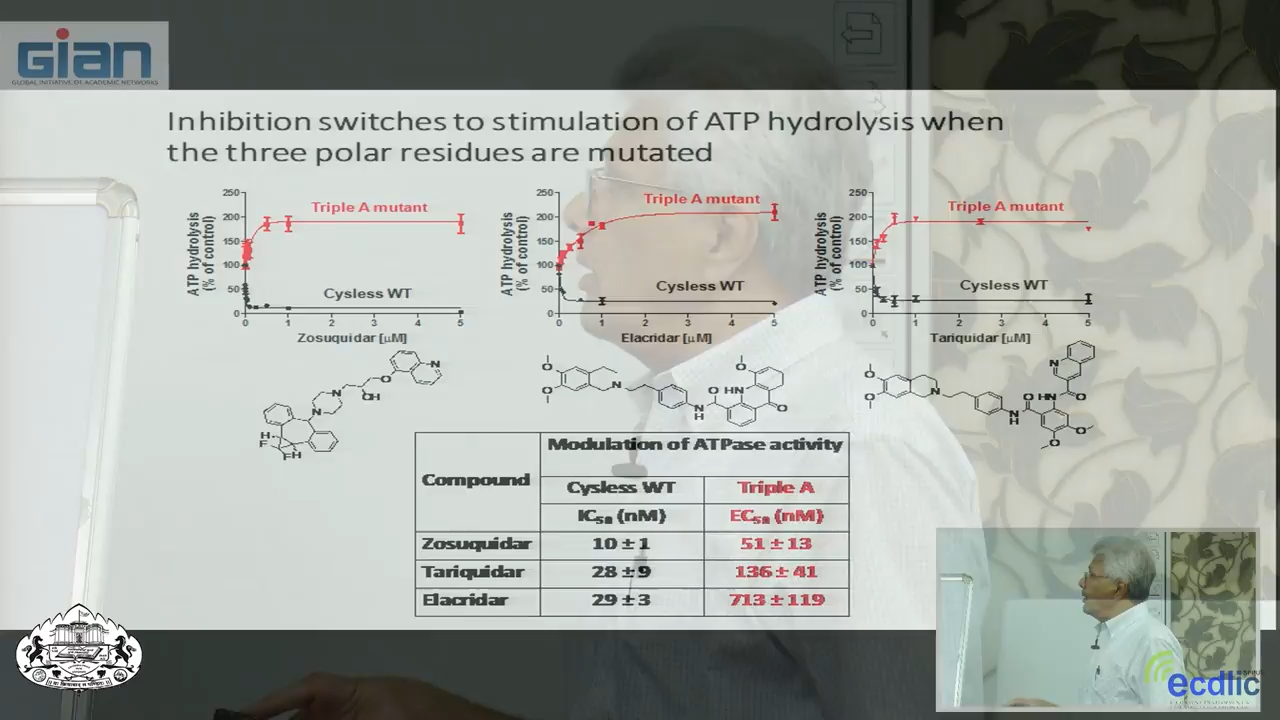 GIAN
GLOBAL INITIATIVE OF ACADEMIC NETWORKS
Inhibition switches to stimulation of ATP hydrolysis when
the three polar residues are mutated
ATP hydrolysis
(% of control)
250
200
150
100
50
0
Triple A mutant
Cysless WT
0 1 2 3 4 5
Zosuquidar [µM]
ATP hydrolysis
(% of control)
250
200
150
100
50
0
Triple A mutant
Cysless WT
0 1 2 3 4 5
Elacridar [µM]
ATP hydrolysis
(% of control)
250
200
150
100
50
0
Triple A mutant
Cysless WT
0 1 2 3 4 5
Tariquidar [µM]
Compound
Modulation of ATPase activity
Cysless WT Triple A
IC50 (nM) EC50 (nM)
Zosuquidar 10 ± 1 51 ± 13
Tariquidar 28 ± 9 136 ± 41
Elacridar 29 ± 3 713 ± 119
ecdlic